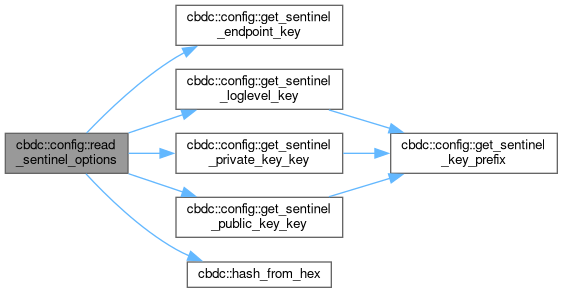 cbdc::config::get_sentinel
_endpoint_key
cbdc::config::get_sentinel
_loglevel_key
cbdc::config::read
_sentinel_options
cbdc::config::get_sentinel
_private_key_key
cbdc::config::get_sentinel
_key_prefix
cbdc::config::get_sentinel
_public_key_key
cbdc::hash_from_hex